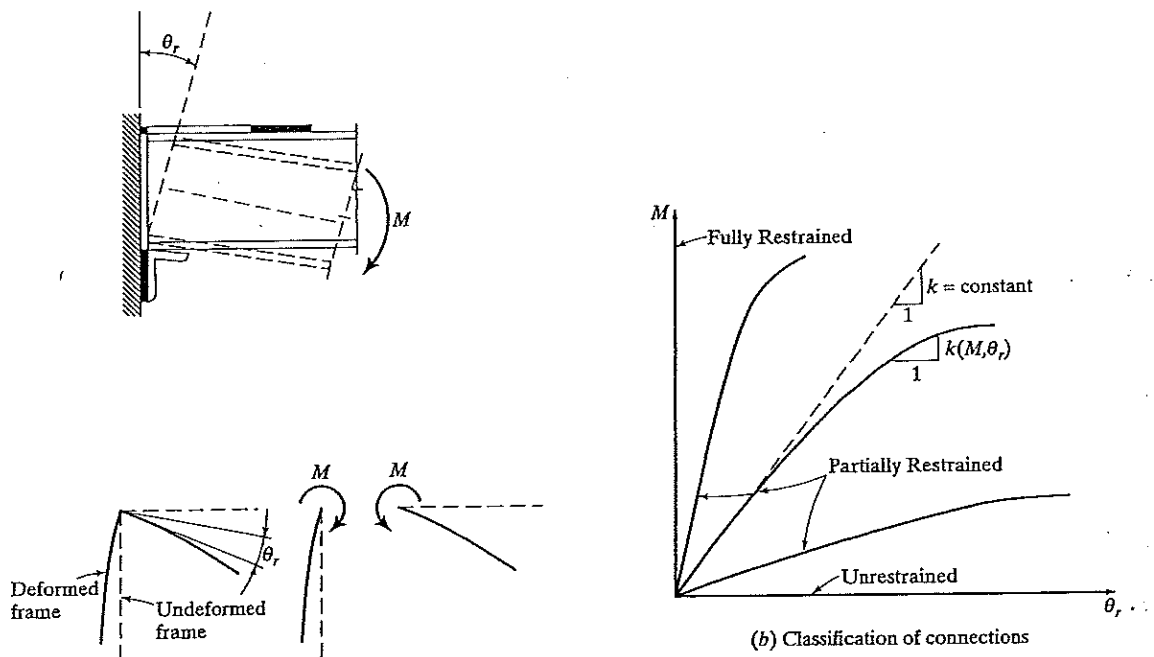 θr
M
M
M
θr
Deformed
frame
Undeformed
frame
M
Fully Restrained
k = constant
1
k(M,θr)
1
Partially Restrained
Unrestrained
θr
(b) Classification of connections